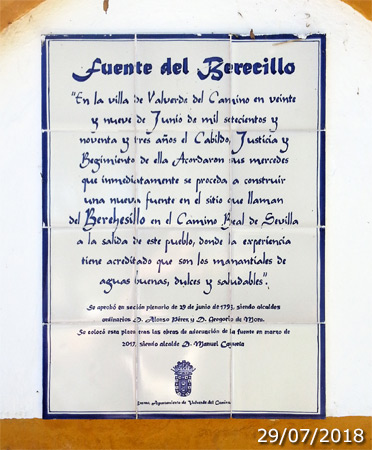 Fuente del Berecillo
"En la villa de Valverde del Camino en veinte
y nueve de Junio de mil setecientos y
noventa y tres años el Cabildo, Justicia y
Regimiento de ella Acordaron sus mercedes
que inmediatamente se proceda a construir
una nueva fuente en el sitio que llaman
del Berchesillo en el Camino Real de Sevilla
a la salida de este pueblo, donde la experiencia
tiene acreditado que son los manantiales de
aguas buenas, dulces y saludables".
Se aprobó en sesión plenaria de 29 de junio de 1793, siendo alcaldes
ordinarios D. Alonso Pérez y D. Gregorio de Mora.
Se colocó esta placa tras las obras de adecuación de la fuente en marzo de
2017, siendo alcalde D. Manuel Cayuela
Excmo. Ayuntamiento de Valverde del Camino
29/07/2018